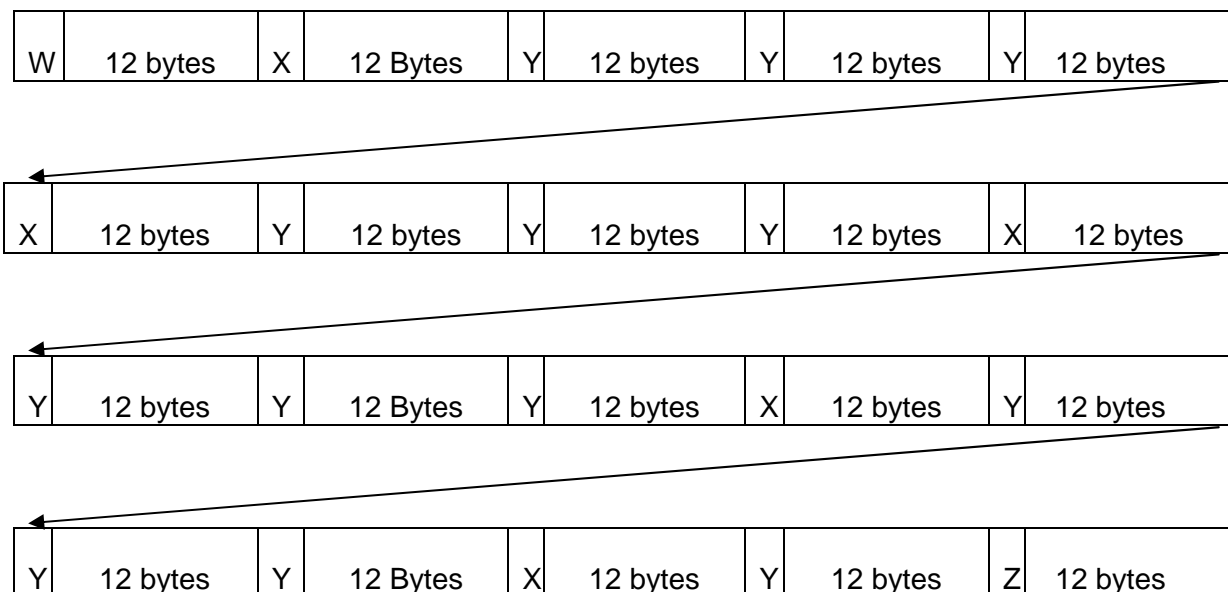 W 12 bytes X 12 Bytes Y 12 bytes Y 12 bytes Y 12 bytes
X 12 bytes Y 12 bytes Y 12 bytes Y 12 bytes X 12 bytes
Y 12 bytes Y 12 Bytes Y 12 bytes X 12 bytes Y 12 bytes
Y 12 bytes Y 12 Bytes X 12 bytes Y 12 bytes Z 12 bytes